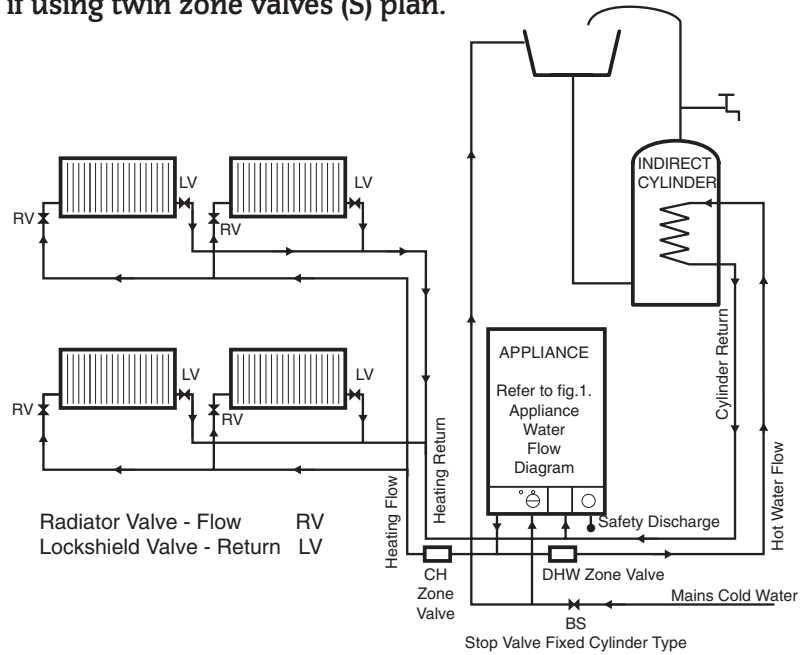 if using twin zone valves (S) plan.
INDIRECT
CYLINDER
LV
RV
RV
LV
LV
RV
RV
LV
APPLIANCE
Refer to fig.1.
Appliance
Water
Flow
Diagram
Cylinder Return
Hot Water Flow
Heating Return
Heating Flow
Radiator Valve - Flow RV
Lockshield Valve - Return LV
Safety Discharge
CH
Zone
Valve
DHW Zone Valve
Mains Cold Water
BS
Stop Valve Fixed Cylinder Type